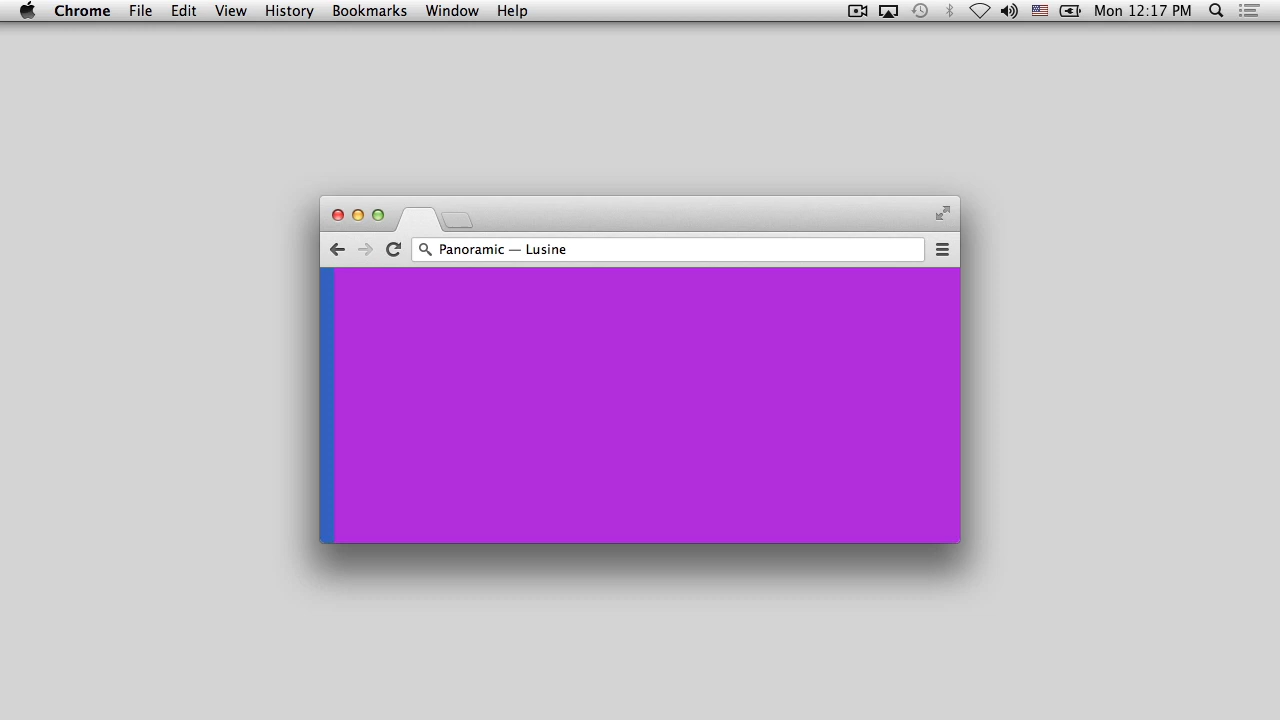 Chrome File Edit View History Bookmarks Window Help Mon 12:17 PM
Panoramic — Lusine